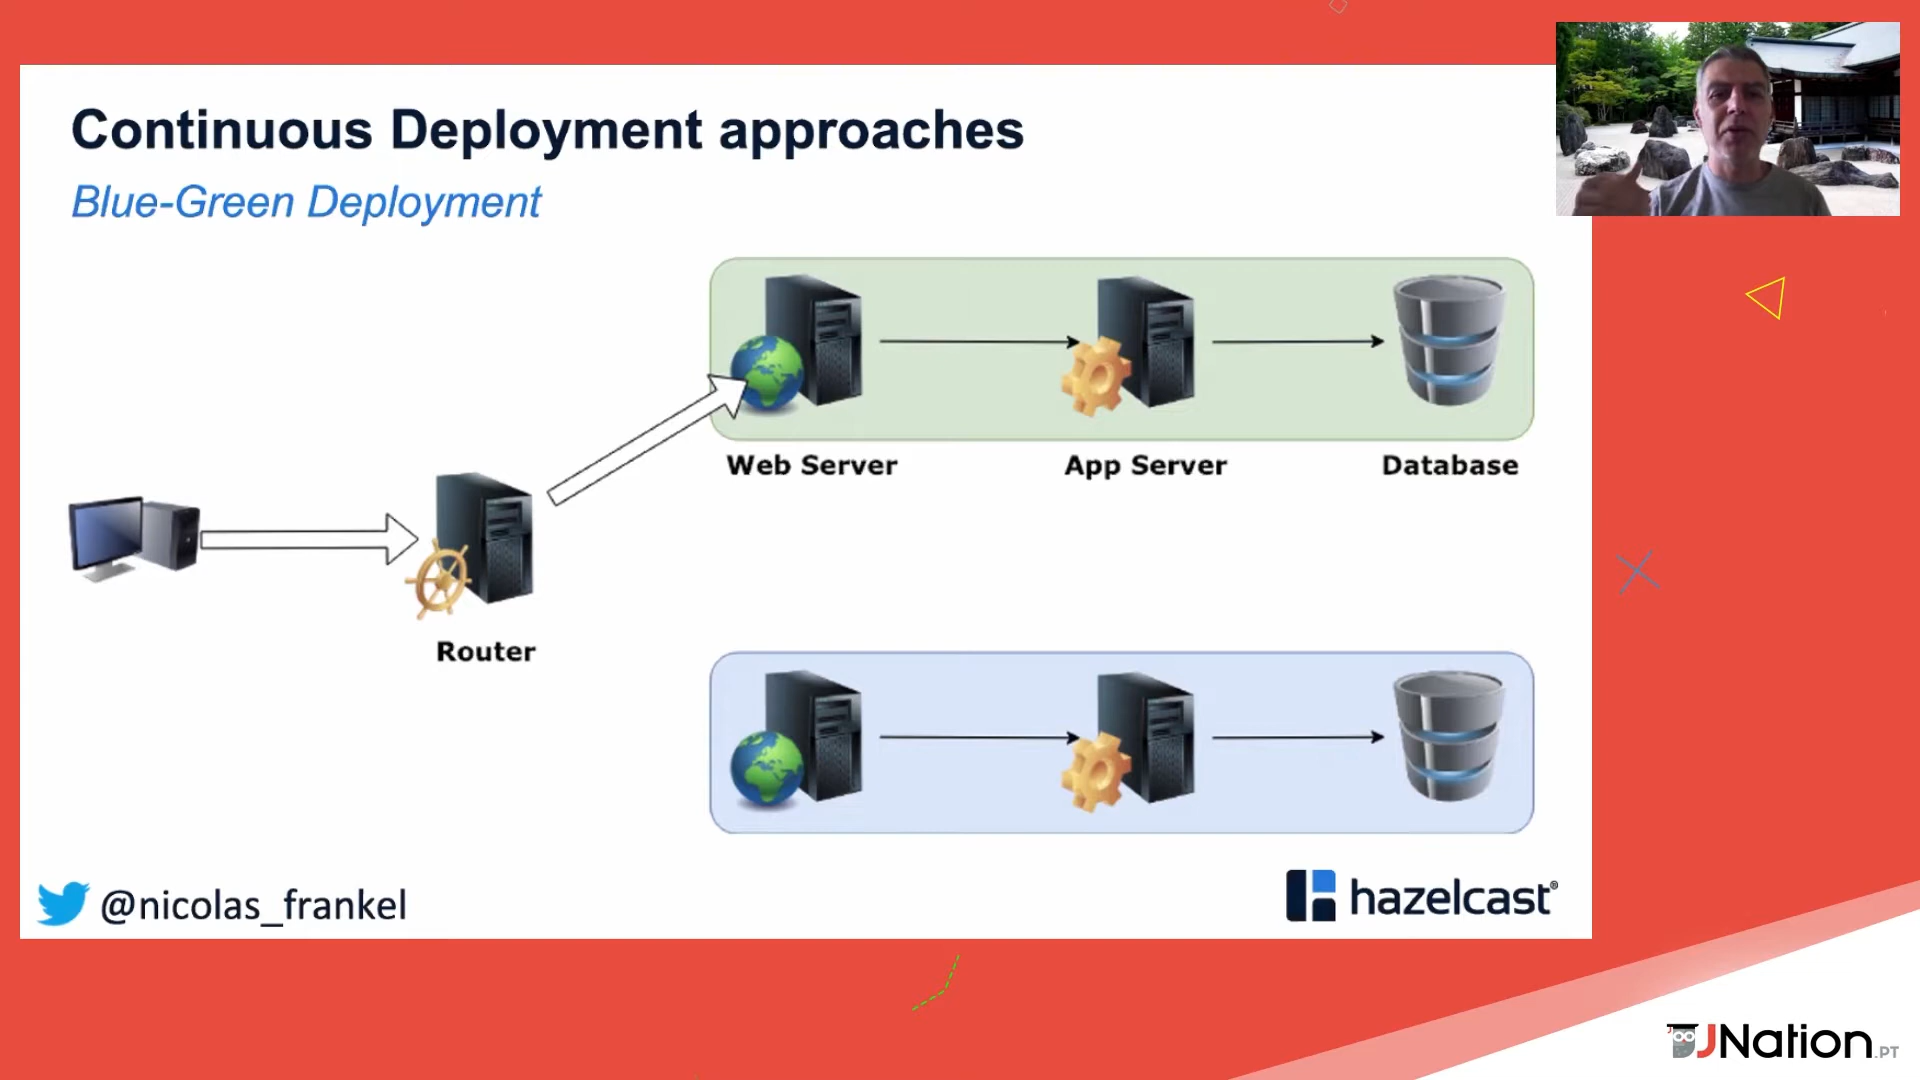 Continuous Deployment approaches
Blue-Green Deployment
Web Server
App Server
Database
Router
@nicolas_frankel
hazelcast®
JNation.PT